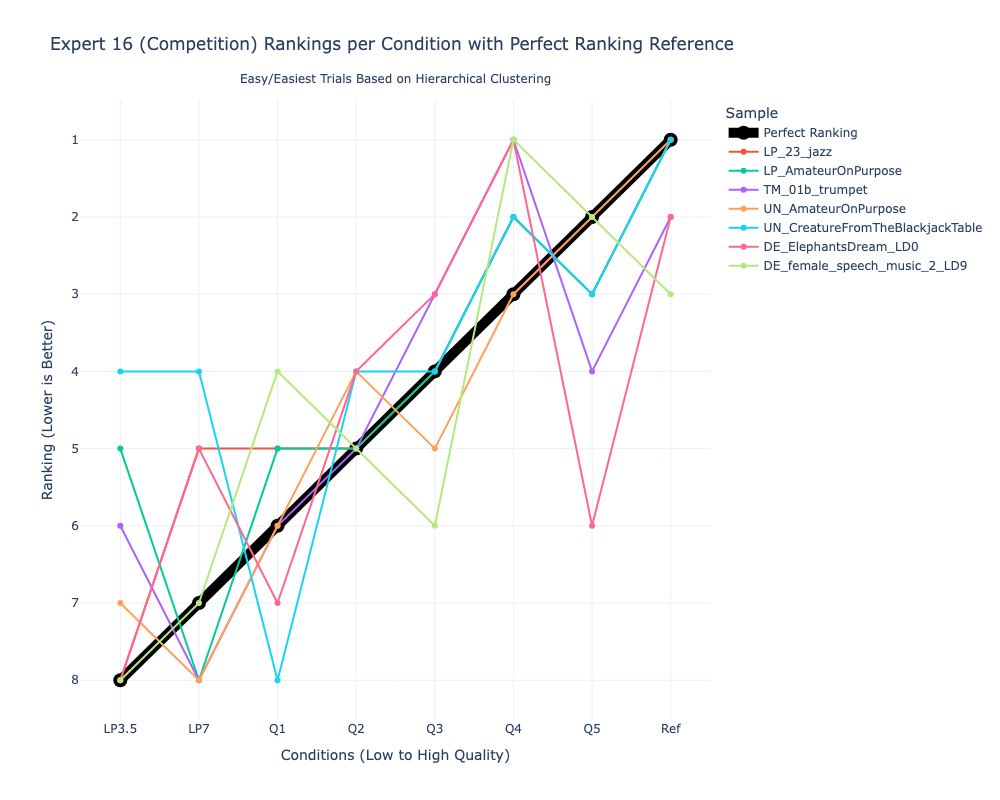 Expert 16 (Competition) Rankings per Condition with Perfect Ranking Reference
Easy/Easiest Trials Based on Hierarchical Clustering
Sample
Perfect Ranking
LP_23_jazz
LP_AmateurOnPurpose
TM_01b_trumpet
UN_AmateurOnPurpose
UN_CreatureFromTheBlackjackTable
DE_ElephantsDream_LD0
DE_female_speech_music_2_LD9
Ranking (Lower is Better)
1
2
3
4
5
6
7
8
LP3.5 LP7 Q1 Q2 Q3 Q4 Q5 Ref
Conditions (Low to High Quality)